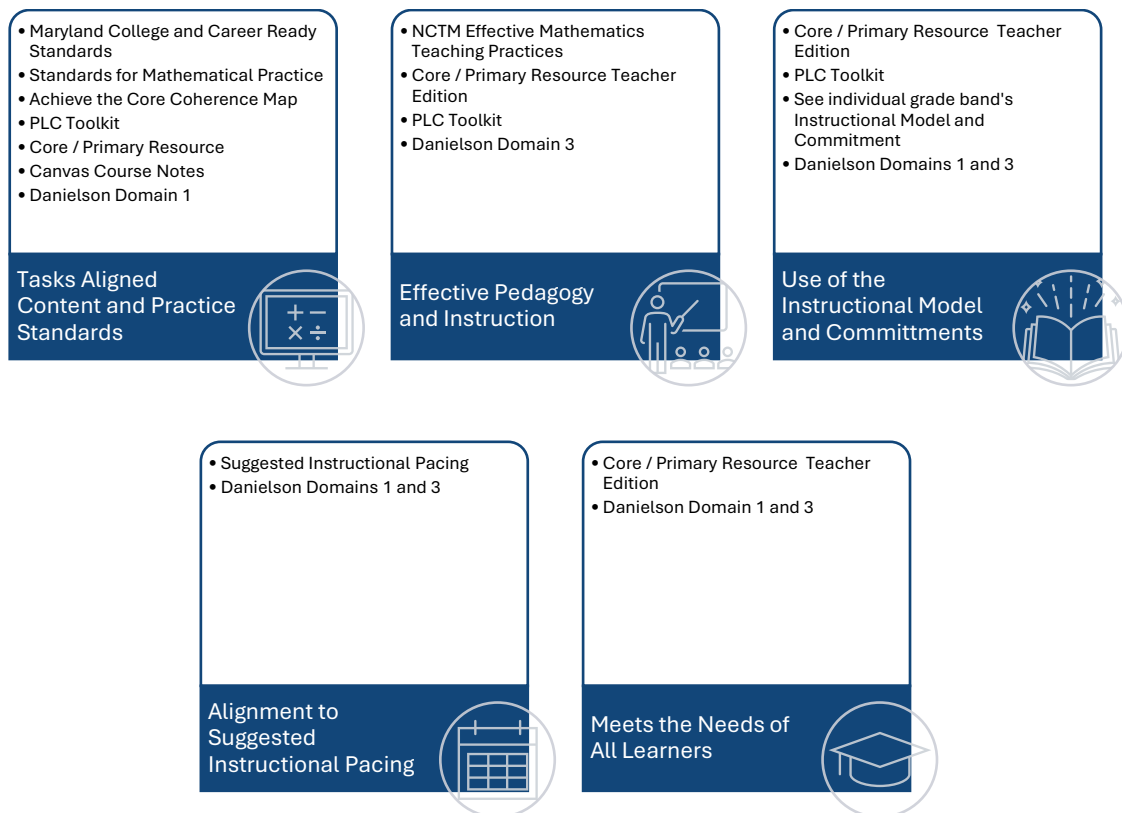 • Maryland College and Career Ready
Standards
• Standards for Mathematical Practice
• Achieve the Core Coherence Map
• PLC Toolkit
• Core / Primary Resource
• Canvas Course Notes
• Danielson Domain 1
Tasks Aligned
Content and Practice
Standards
• NCTM Effective Mathematics
Teaching Practices
• Core / Primary Resource Teacher
Edition
• PLC Toolkit
• Danielson Domain 3
Effective Pedagogy
and Instruction
• Core / Primary Resource Teacher
Edition
• PLC Toolkit
• See individual grade band's
Instructional Model and
Commitment
• Danielson Domains 1 and 3
Use of the
Instructional Model
and Committments
• Suggested Instructional Pacing
• Danielson Domains 1 and 3
Alignment to
Suggested
Instructional Pacing
• Core / Primary Resource Teacher
Edition
• Danielson Domain 1 and 3
Meets the Needs of
All Learners